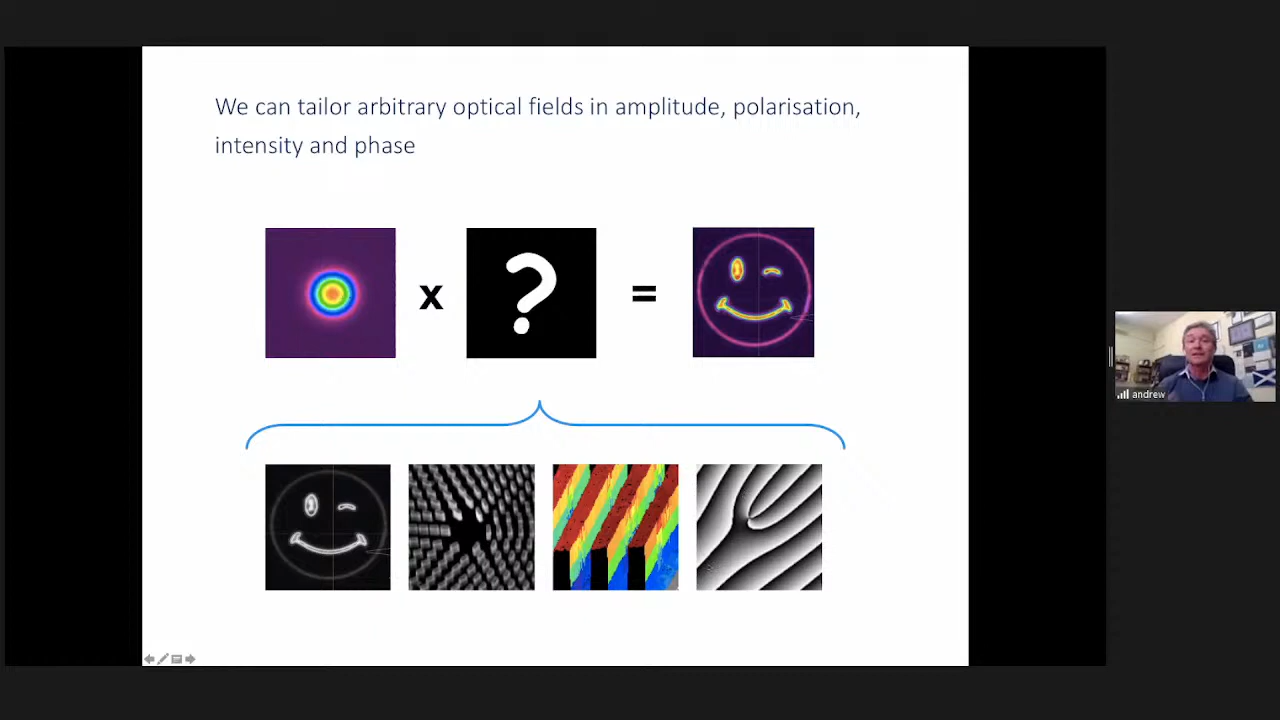 We can tailor arbitrary optical fields in amplitude, polarisation,
intensity and phase
x ? =
andrew